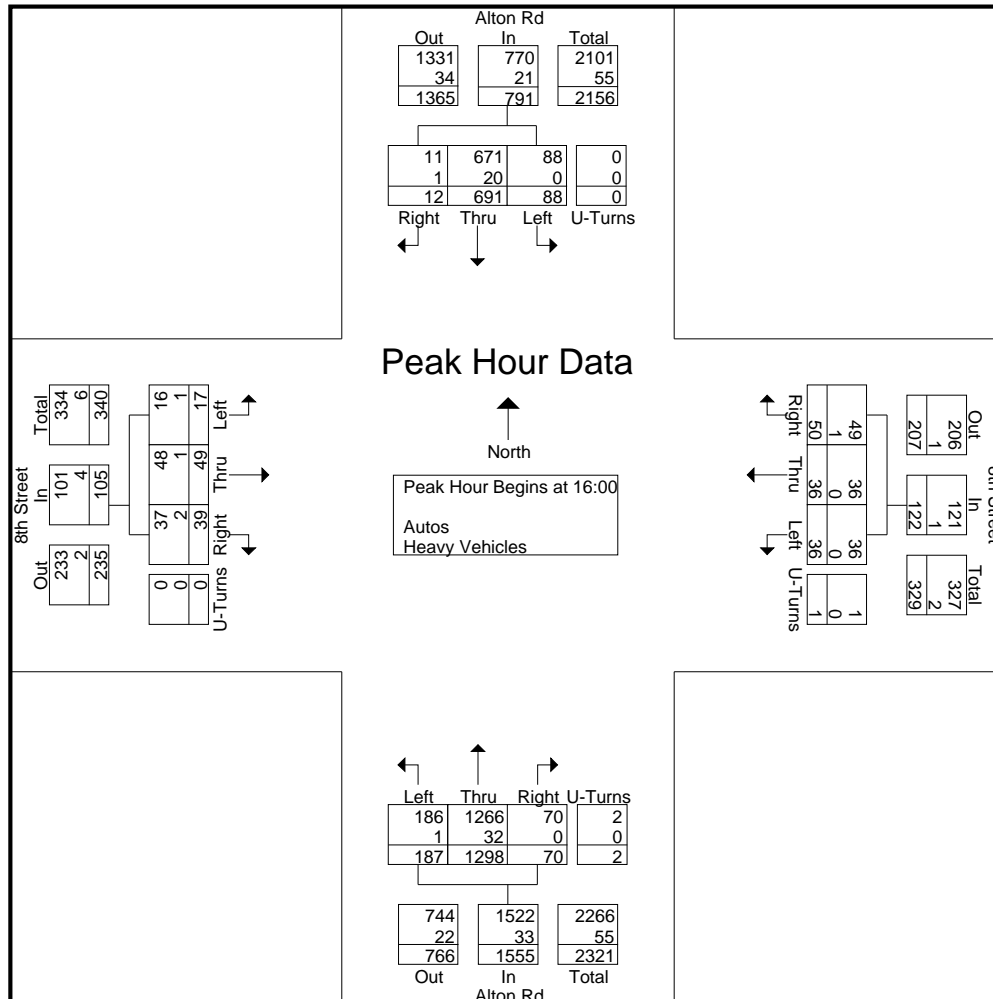 Alton Rd
Out In Total
1331 770 2101
34 21 55
1365 791 2156
11 671 88 0
1 20 0 0
12 691 88 0
Right Thru Left U-Turns
Peak Hour Data
North
Peak Hour Begins at 16:00
Autos
Heavy Vehicles
8th Street
Total In Out
334 101 233
6 4 2
340 105 235
16 48 37 0
1 1 2 0
17 49 39 0
Left Thru Right U-Turns
Out In Total
206 121 327
1 1 2
207 122 329
49 36 36 1
1 0 0 0
50 36 36 1
Right Thru Left U-Turns
Street
Left Thru Right U-Turns
186 1266 70 2
1 32 0 0
187 1298 70 2
744 1522 2266
22 33 55
766 1555 2321
Out In Total
Alton Rd